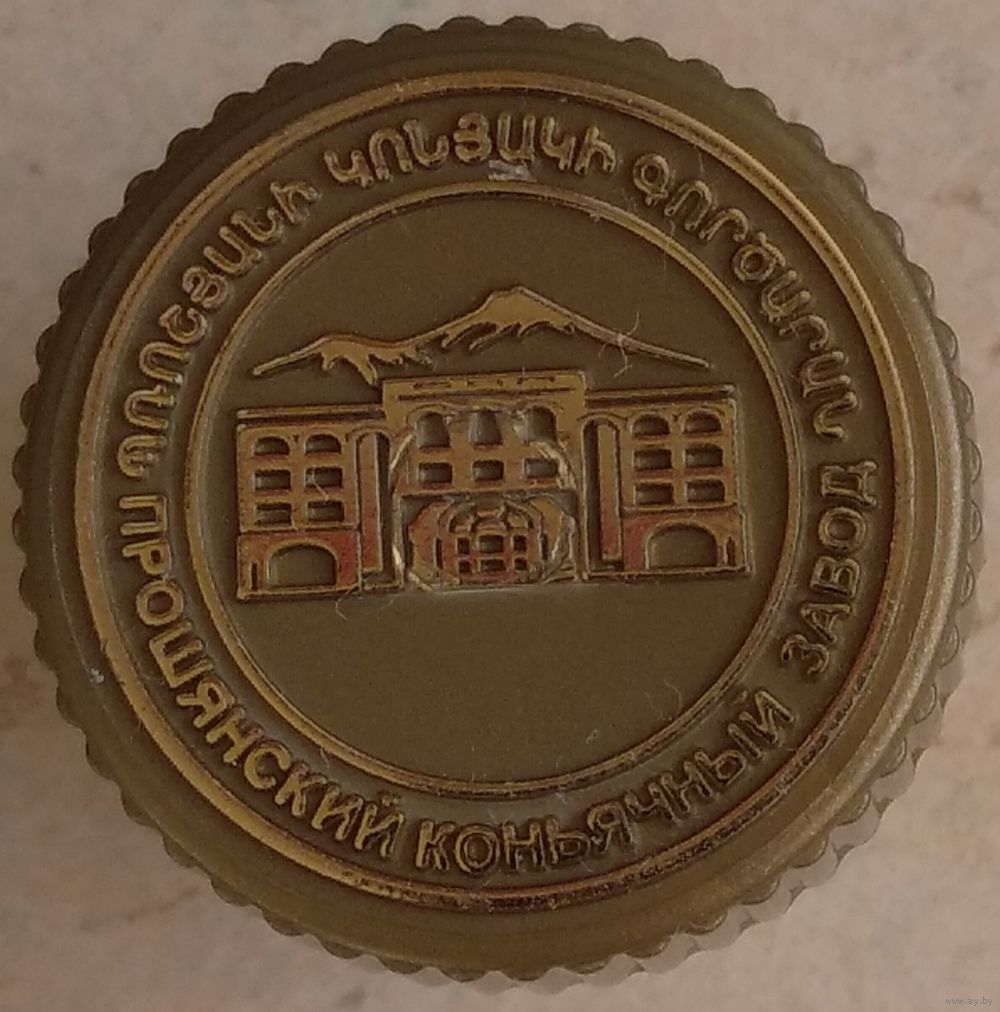 ՊՌՈՇՅԱՆԻ ԿՈՆՅԱԿԻ ԳՈՐԾԱՐԱՆ
ПРОШЯНСКИЙ КОНЬЯЧНЫЙ ЗАВОД
www.ay.by